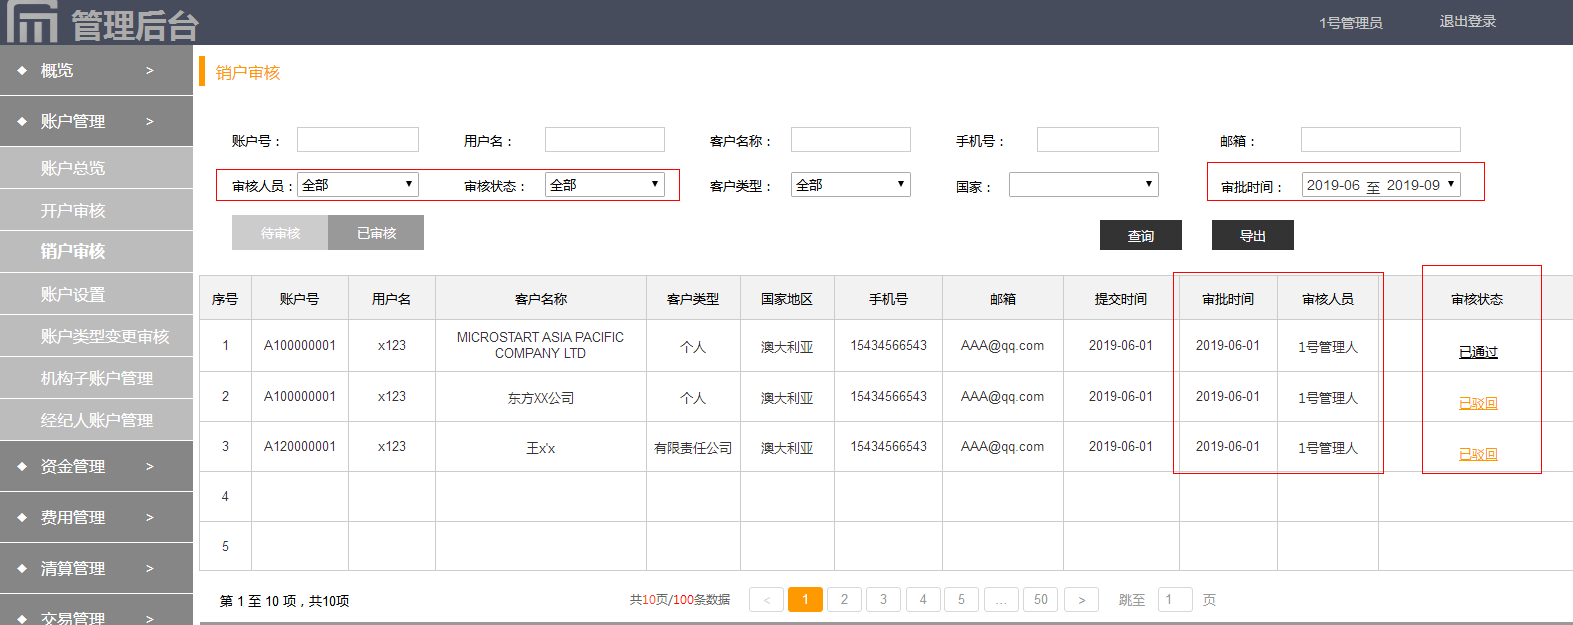 管理后台
1号管理员 退出登录
概览 >
账户管理 >
账户总览
开户审核
销户审核
账户设置
账户类型变更审核
机构子账户管理
经纪人账户管理
资金管理 >
费用管理 >
清算管理 >
交易管理 >
销户审核
账户号： 用户名： 客户名称： 手机号： 邮箱：
审核人员： 全部 审核状态： 全部 客户类型： 全部 国家： 审批时间： 2019-06 至 2019-09
待审核 已审核 查询 导出
序号 账户号 用户名 客户名称 客户类型 国家地区 手机号 邮箱 提交时间 审批时间 审核人员 审核状态
1 A100000001 x123 MICROSTART ASIA PACIFIC COMPANY LTD 个人 澳大利亚 15434566543 AAA@qq.com 2019-06-01 2019-06-01 1号管理人 已通过
2 A100000001 x123 东方XX公司 个人 澳大利亚 15434566543 AAA@qq.com 2019-06-01 2019-06-01 1号管理人 已驳回
3 A120000001 x123 王x'x 有限责任公司 澳大利亚 15434566543 AAA@qq.com 2019-06-01 2019-06-01 1号管理人 已驳回
4
5
第 1 至 10 项，共10项 共10页/100条数据 < 1 2 3 4 5 ... 50 > 跳至 1 页